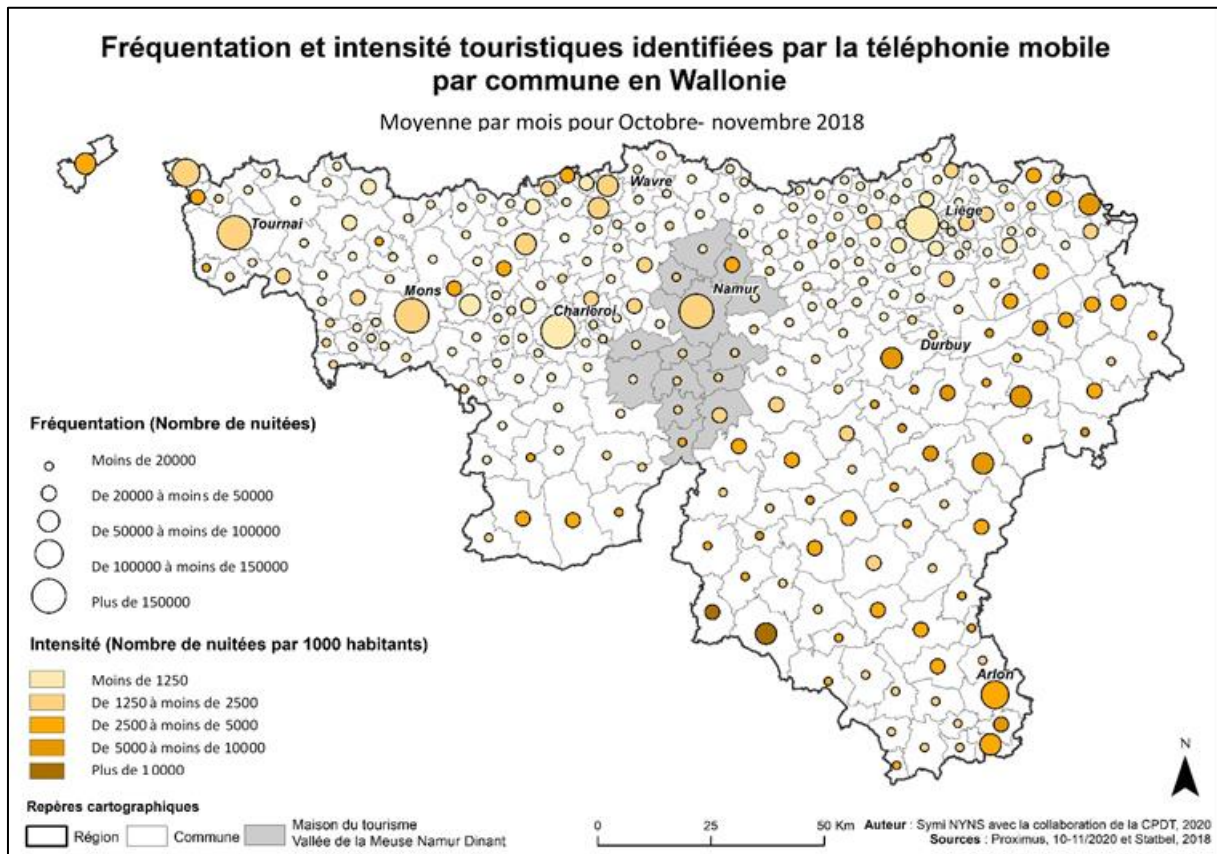 Fréquentation et intensité touristiques identifiées par la téléphonie mobile
par commune en Wallonie
Moyenne par mois pour Octobre- novembre 2018
Wavre
Tournai
Liège
Namur
Mons
Charleroi
Durbuy
Arlon
Fréquentation (Nombre de nuitées)
Moins de 20000
De 20000 à moins de 50000
De 50000 à moins de 100000
De 100000 à moins de 150000
Plus de 150000
Intensité (Nombre de nuitées par 1000 habitants)
Moins de 1250
De 1250 à moins de 2500
De 2500 à moins de 5000
De 5000 à moins de 10000
Plus de 10000
N
Repères cartographiques
Région
Commune
Maison du tourisme
Vallée de la Meuse Namur Dinant
0 25 50 Km
Auteur : Symi NYNS avec la collaboration de la CPDT, 2020
Sources : Proximus, 10-11/2020 et Statbel, 2018